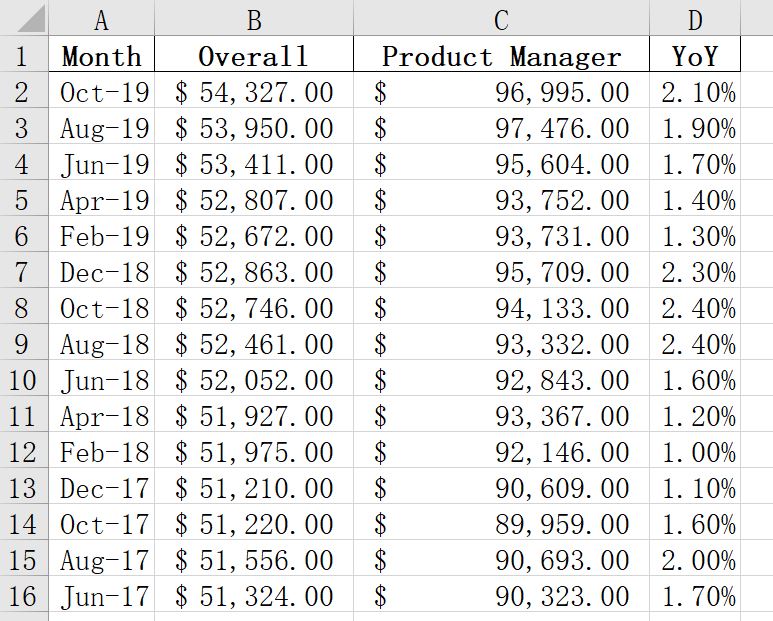 A B C D
1 Month Overall Product Manager YoY
2 Oct-19 $ 54,327.00 $ 96,995.00 2.10%
3 Aug-19 $ 53,950.00 $ 97,476.00 1.90%
4 Jun-19 $ 53,411.00 $ 95,604.00 1.70%
5 Apr-19 $ 52,807.00 $ 93,752.00 1.40%
6 Feb-19 $ 52,672.00 $ 93,731.00 1.30%
7 Dec-18 $ 52,863.00 $ 95,709.00 2.30%
8 Oct-18 $ 52,746.00 $ 94,133.00 2.40%
9 Aug-18 $ 52,461.00 $ 93,332.00 2.40%
10 Jun-18 $ 52,052.00 $ 92,843.00 1.60%
11 Apr-18 $ 51,927.00 $ 93,367.00 1.20%
12 Feb-18 $ 51,975.00 $ 92,146.00 1.00%
13 Dec-17 $ 51,210.00 $ 90,609.00 1.10%
14 Oct-17 $ 51,220.00 $ 89,959.00 1.60%
15 Aug-17 $ 51,556.00 $ 90,693.00 2.00%
16 Jun-17 $ 51,324.00 $ 90,323.00 1.70%